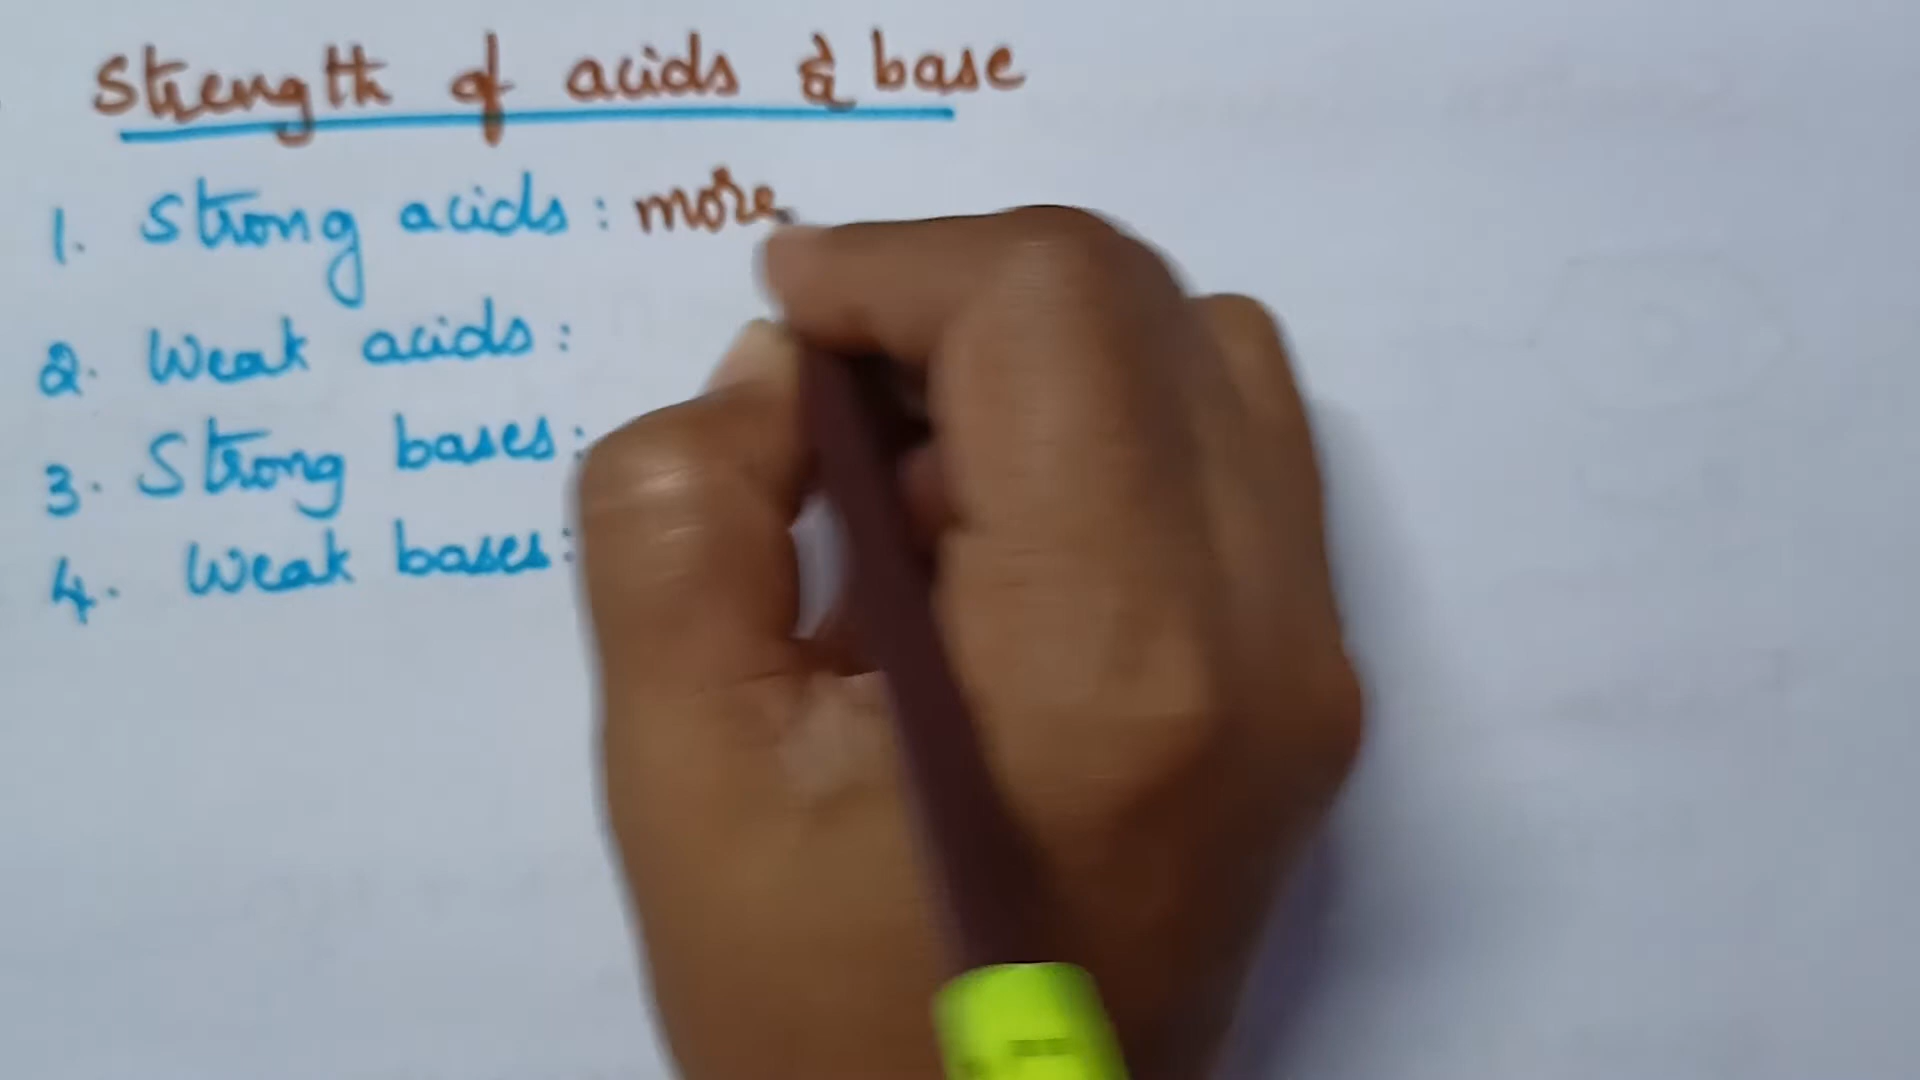 Strength of acids & base
1. Strong acids : more
2. Weak acids :
3. Strong bases :
4. Weak bases :